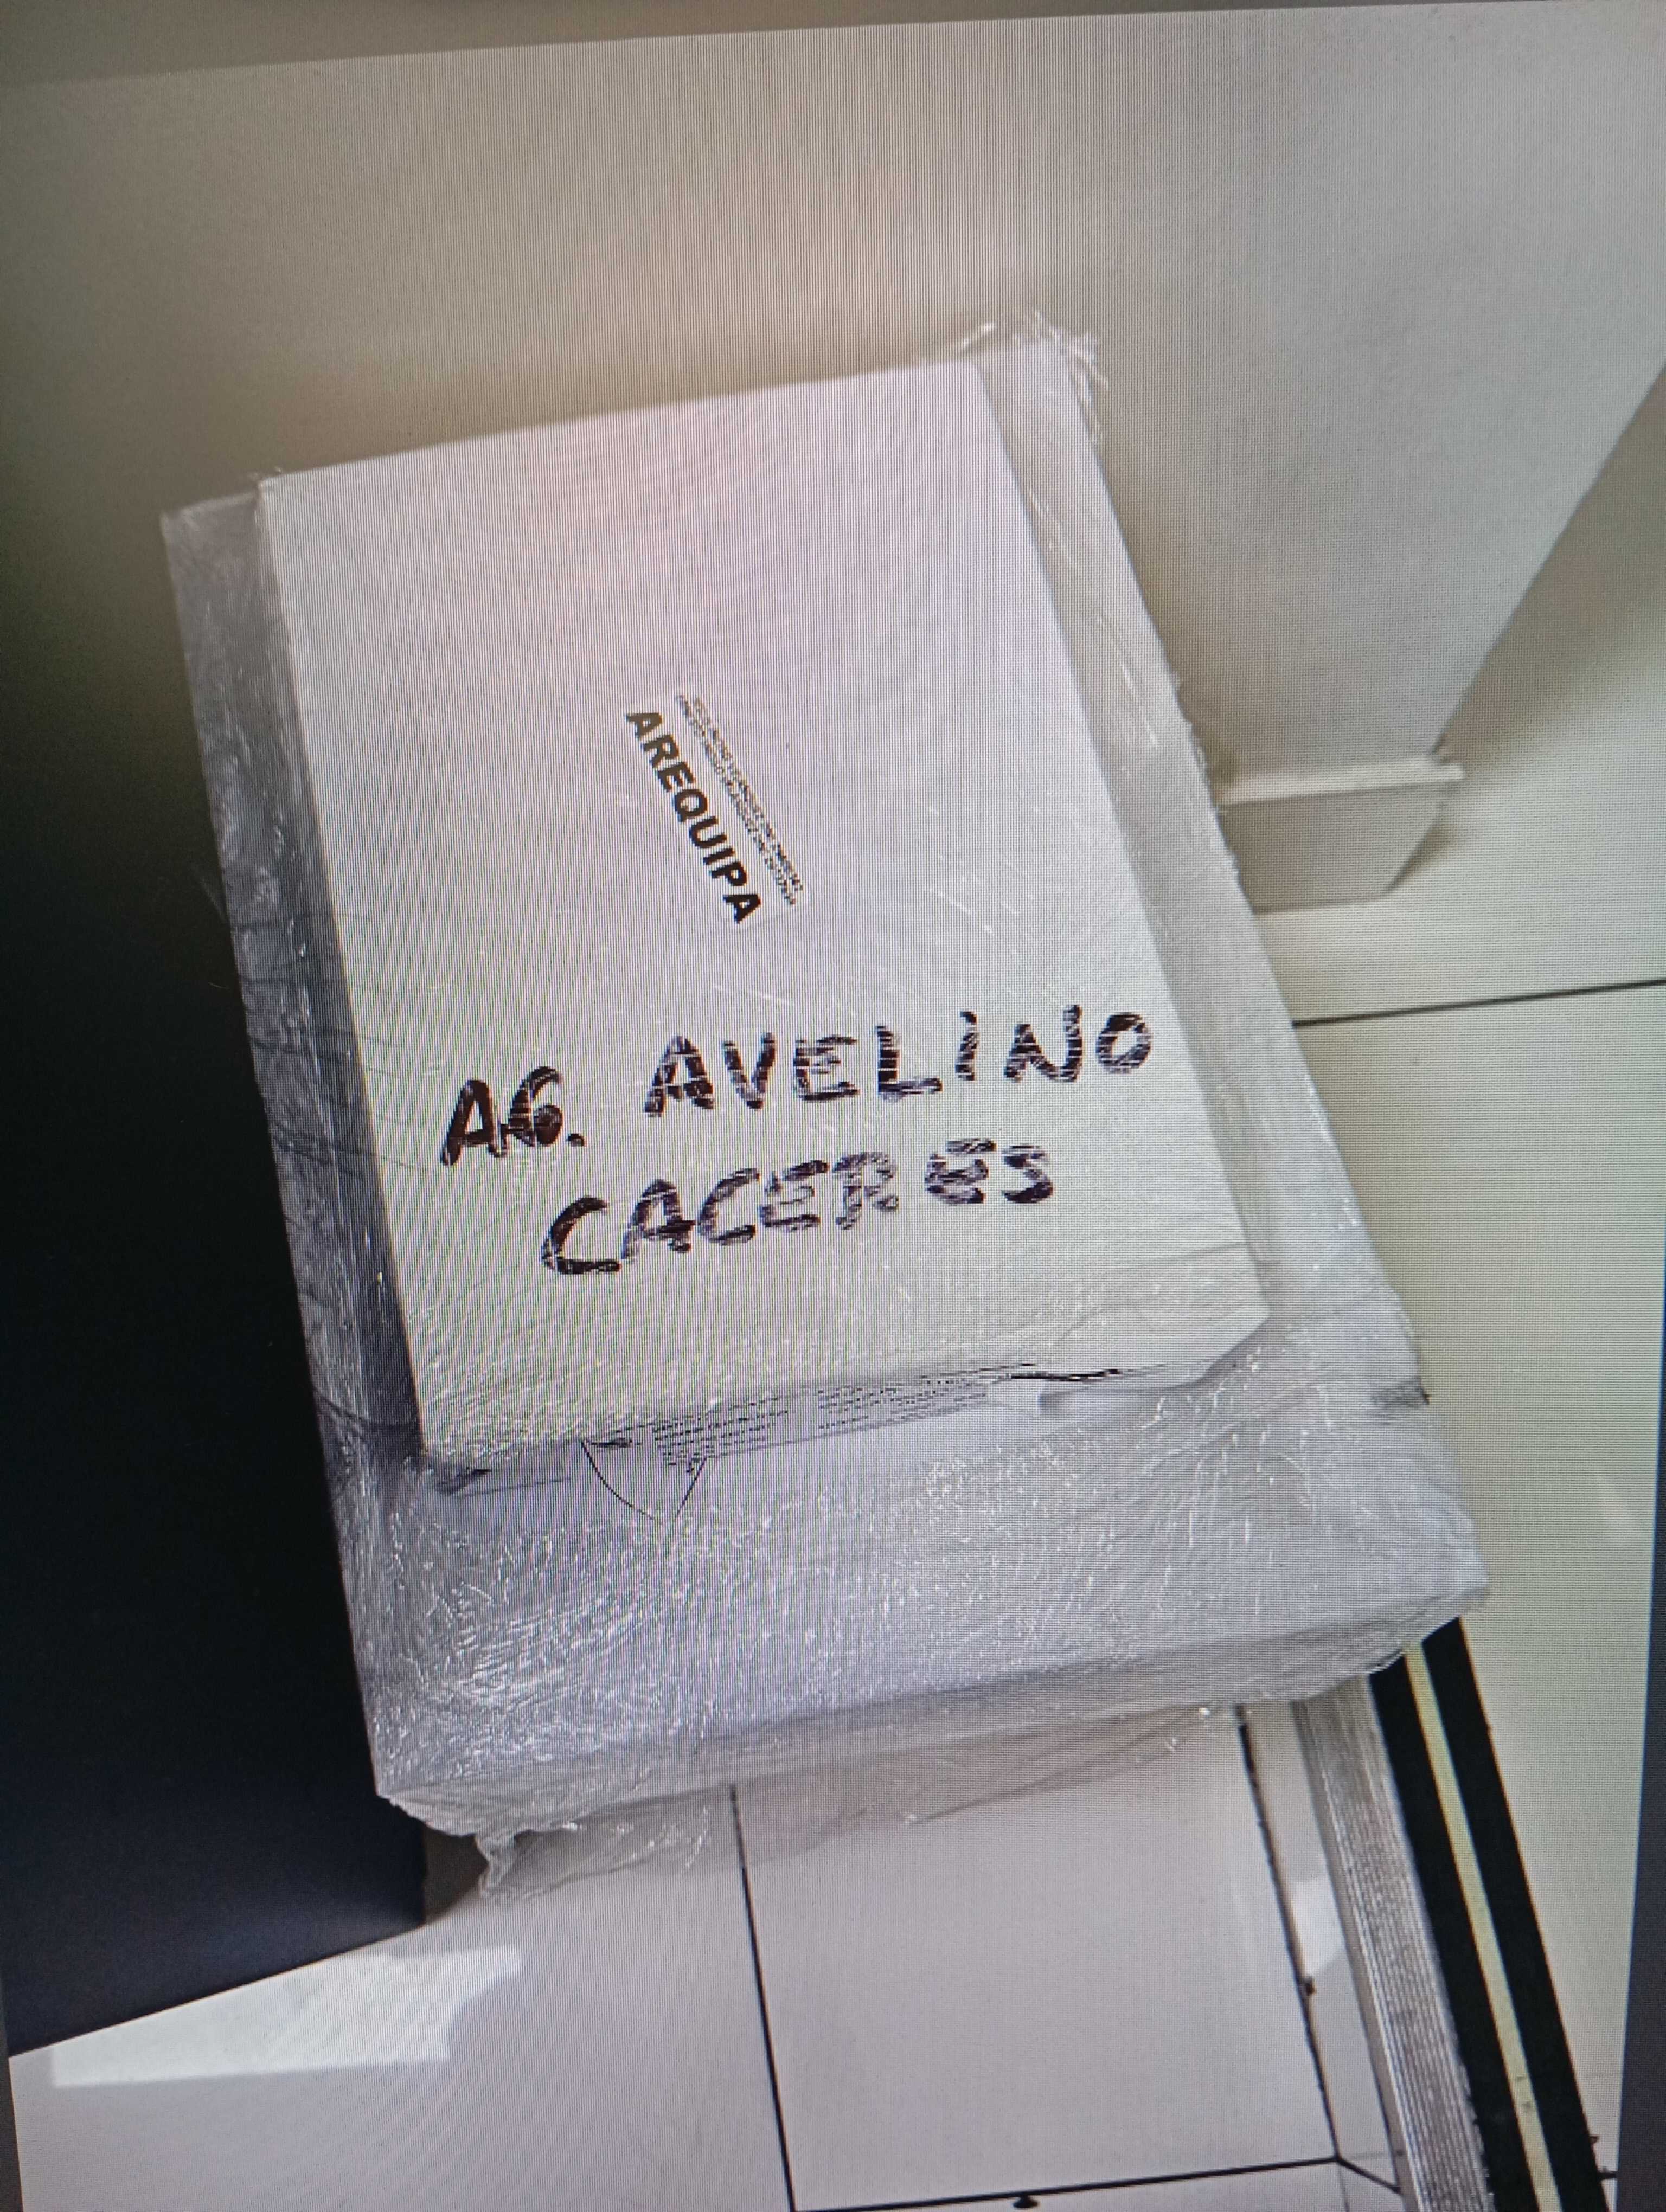 AREQUIPA
AG. AVELINO
CACERES